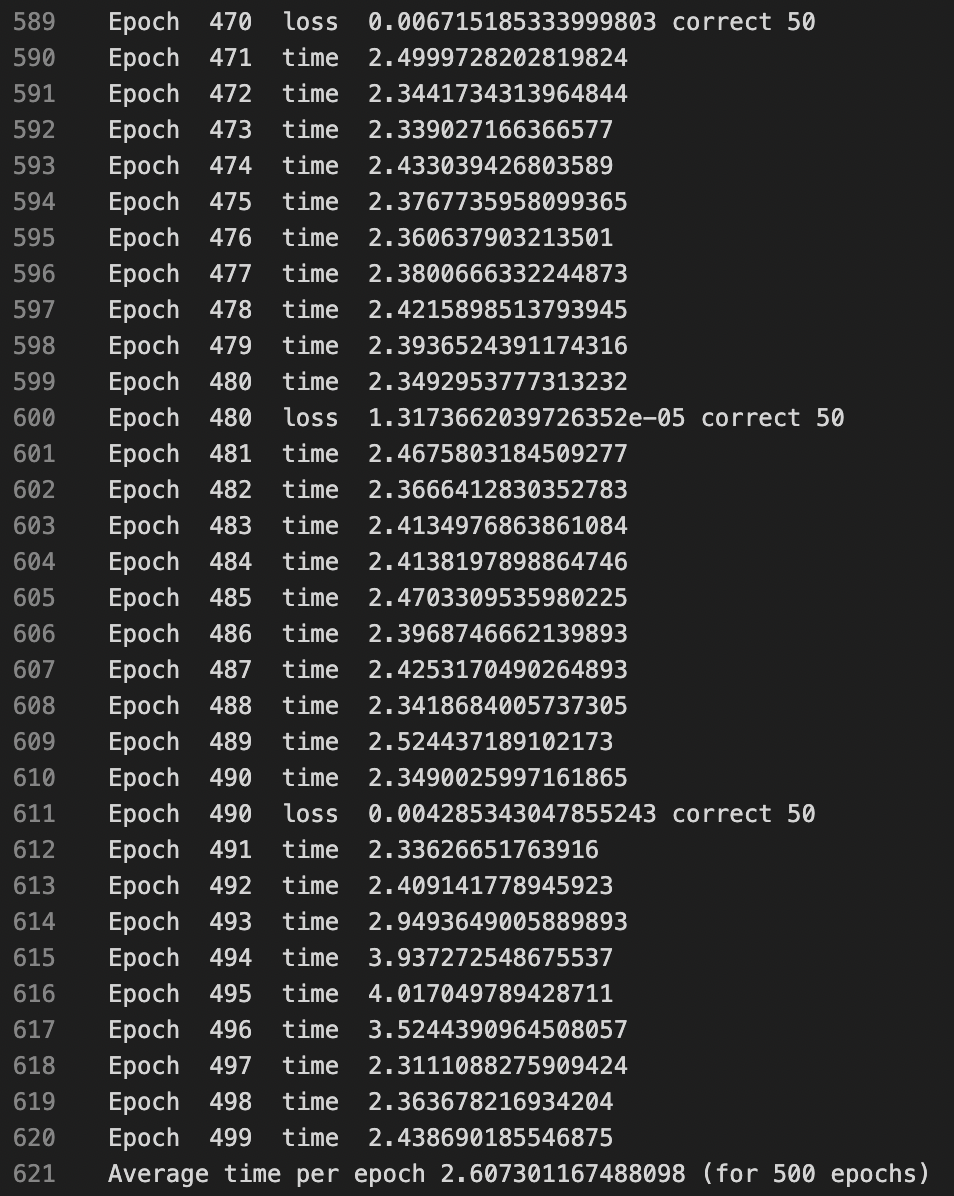 589 Epoch 470 loss 0.006715185333999803 correct 50
590 Epoch 471 time 2.4999728202819824
591 Epoch 472 time 2.3441734313964844
592 Epoch 473 time 2.339027166366577
593 Epoch 474 time 2.433039426803589
594 Epoch 475 time 2.3767735958099365
595 Epoch 476 time 2.360637903213501
596 Epoch 477 time 2.3800666332244873
597 Epoch 478 time 2.4215898513793945
598 Epoch 479 time 2.3936524391174316
599 Epoch 480 time 2.3492953777313232
600 Epoch 480 loss 1.3173662039726352e-05 correct 50
601 Epoch 481 time 2.4675803184509277
602 Epoch 482 time 2.3666412830352783
603 Epoch 483 time 2.4134976863861084
604 Epoch 484 time 2.4138197898864746
605 Epoch 485 time 2.4703309535980225
606 Epoch 486 time 2.3968746662139893
607 Epoch 487 time 2.4253170490264893
608 Epoch 488 time 2.3418684005737305
609 Epoch 489 time 2.524437189102173
610 Epoch 490 time 2.3490025997161865
611 Epoch 490 loss 0.004285343047855243 correct 50
612 Epoch 491 time 2.33626651763916
613 Epoch 492 time 2.409141778945923
614 Epoch 493 time 2.9493649005889893
615 Epoch 494 time 3.937272548675537
616 Epoch 495 time 4.017049789428711
617 Epoch 496 time 3.5244390964508057
618 Epoch 497 time 2.3111088275909424
619 Epoch 498 time 2.363678216934204
620 Epoch 499 time 2.438690185546875
621 Average time per epoch 2.607301167488098 (for 500 epochs)